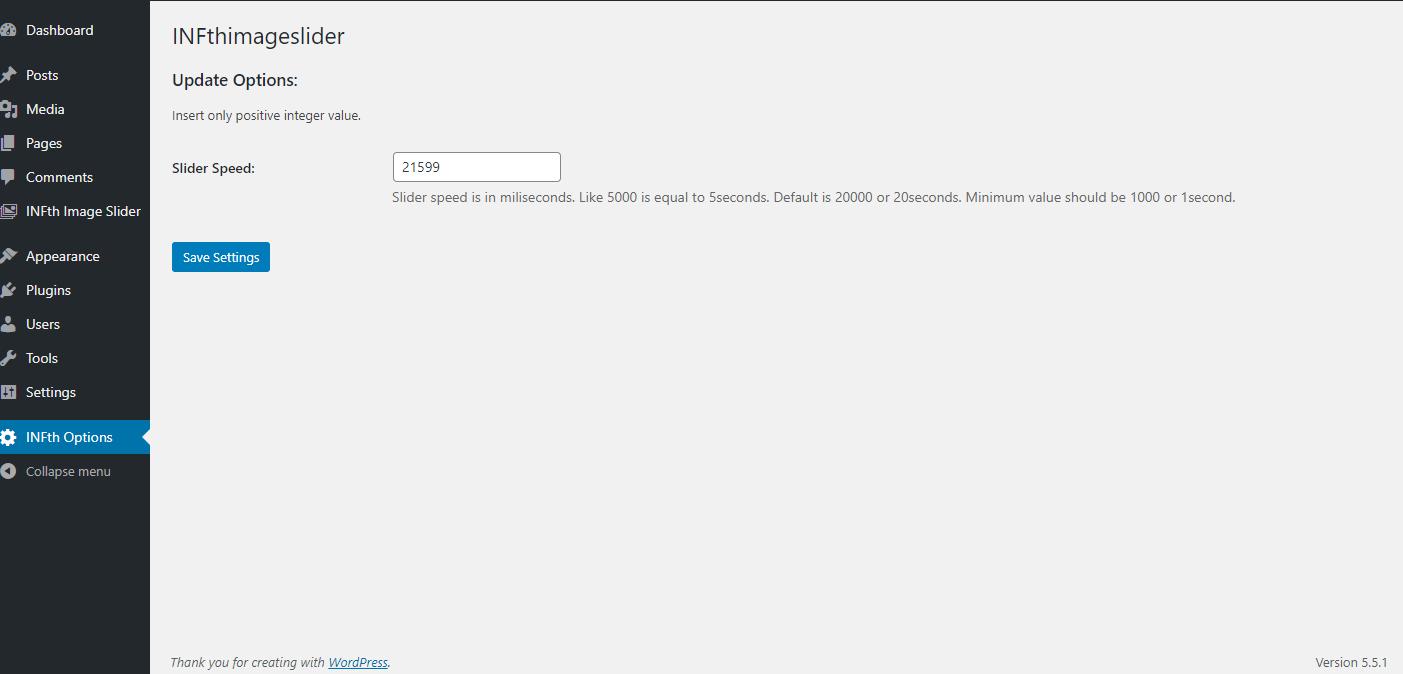 Dashboard
Posts
Media
Pages
Comments
INFth Image Slider
Appearance
Plugins
Users
Tools
Settings
INFth Options
Collapse menu
INFthimageslider
Update Options:
Insert only positive integer value.
Slider Speed:
21599
Slider speed is in miliseconds. Like 5000 is equal to 5seconds. Default is 20000 or 20seconds. Minimum value should be 1000 or 1second.
Save Settings
Thank you for creating with WordPress.
Version 5.5.1